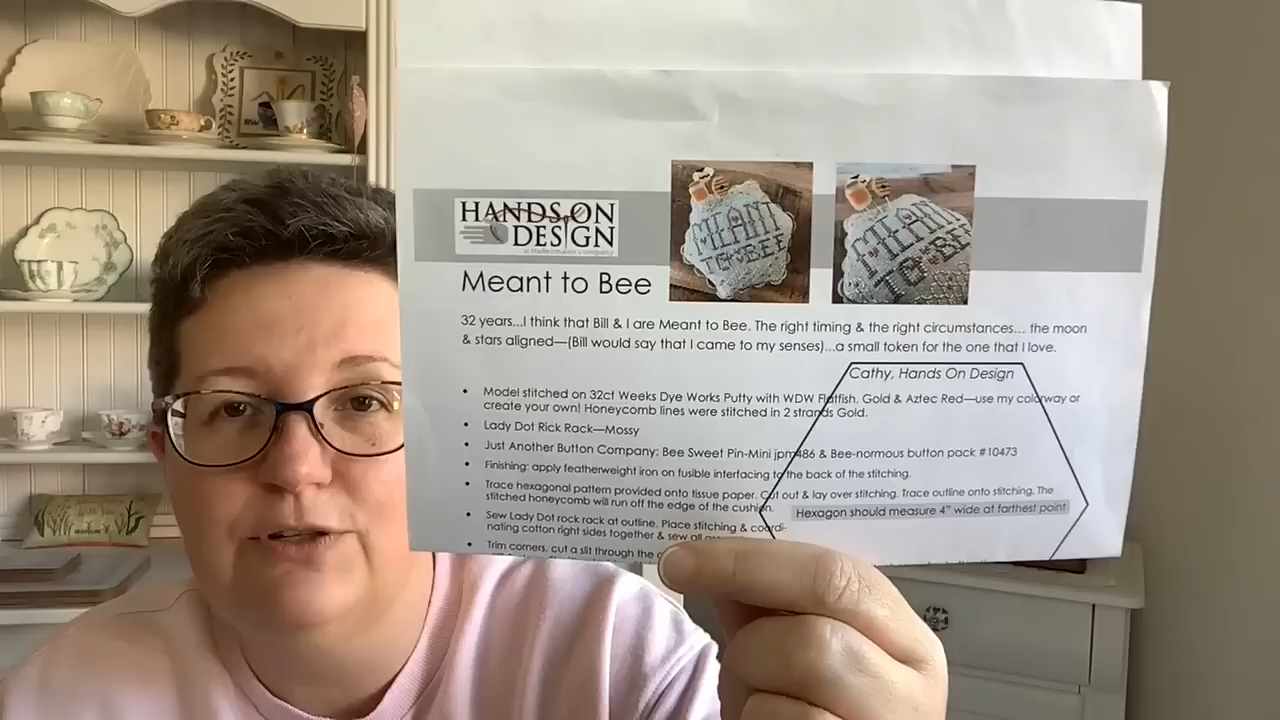 HANDS ON
DESIGN
MEANT
TO BEE
MEANT
TO BE
Meant to Bee
32 years...I think that Bill & I are Meant to Bee. The right timing & the right circumstances... the moon
& stars aligned—(Bill would say that I came to my senses)...a small token for the one that I love.
Cathy, Hands On Design
• Model stitched on 32ct Weeks Dye Works Putty with WDW Flatfish, Gold & Aztec Red—use my colorway or
create your own! Honeycomb lines were stitched in 2 strands Gold.
• Lady Dot Rick Rack—Mossy
• Just Another Button Company: Bee Sweet Pin-Mini jpm486 & Bee-normous button pack #10473
• Finishing: apply featherweight iron on fusible interfacing to the back of the stitching.
• Trace hexagonal pattern provided onto tissue paper. Cut out & lay over stitching. Trace outline onto stitching. The
stitched honeycomb will run off the edge of the cushion.
Hexagon should measure 4" wide at farthest point
• Sew Lady Dot rock rack at outline. Place stitching & coordi-
nating cotton right sides together & sew all
• Trim corners, cut a slit through the